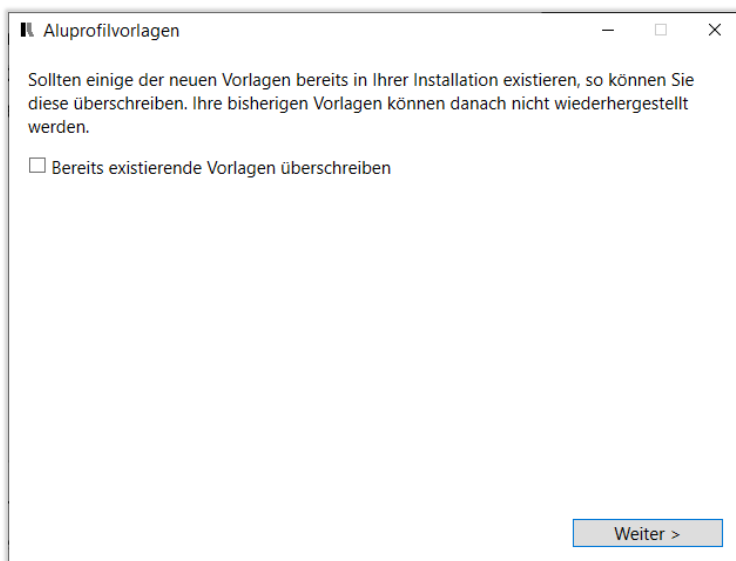 Aluprofilvorlagen
Sollten einige der neuen Vorlagen bereits in Ihrer Installation existieren, so können Sie
diese überschreiben. Ihre bisherigen Vorlagen können danach nicht wiederhergestellt
werden.
Bereits existierende Vorlagen überschreiben
Weiter >